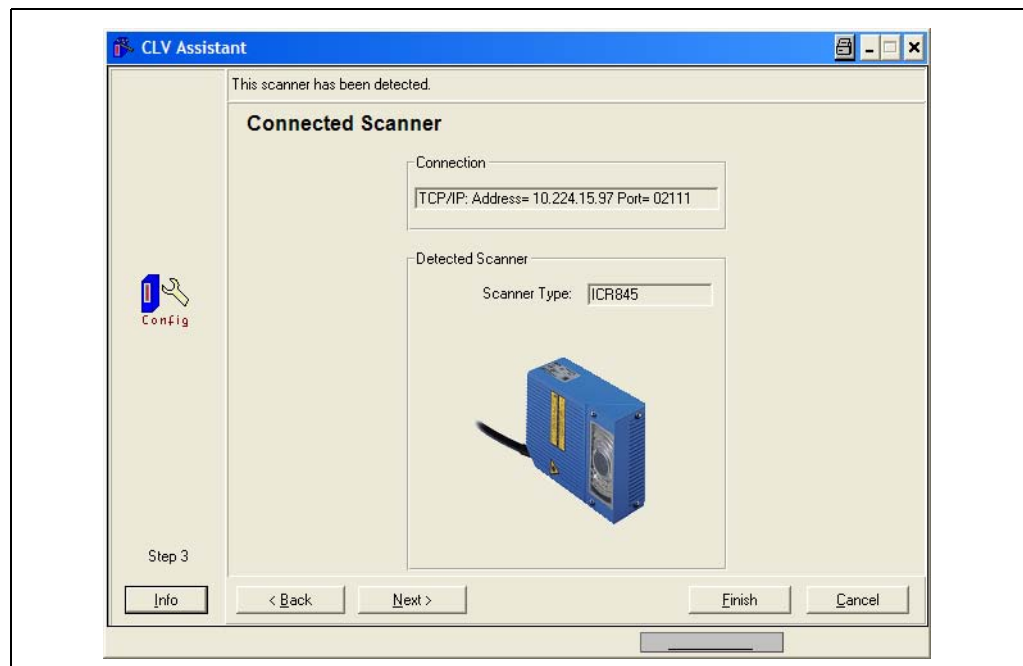 CLV Assistant
This scanner has been detected.
Connected Scanner
Connection
TCP/IP: Address= 10.224.15.97 Port= 02111
Detected Scanner
Scanner Type: ICR845
Config
Step 3
Info
< Back
Next >
Finish
Cancel